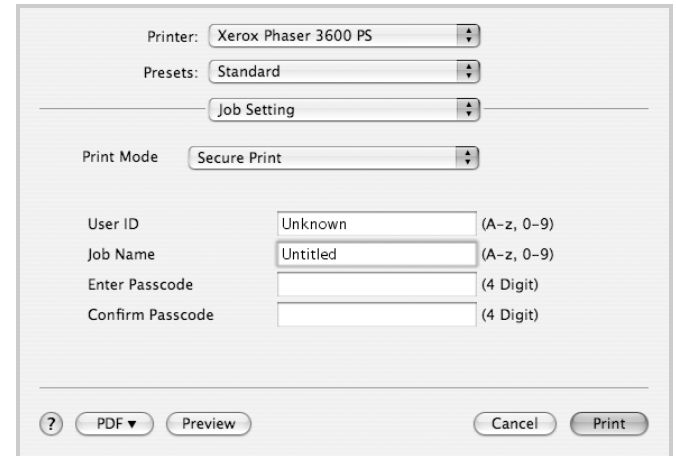 Printer: Xerox Phaser 3600 PS
Presets: Standard
Job Setting
Print Mode Secure Print
User ID Unknown (A-z, 0-9)
Job Name Untitled (A-z, 0-9)
Enter Passcode (4 Digit)
Confirm Passcode (4 Digit)
? PDF ▼ Preview Cancel Print